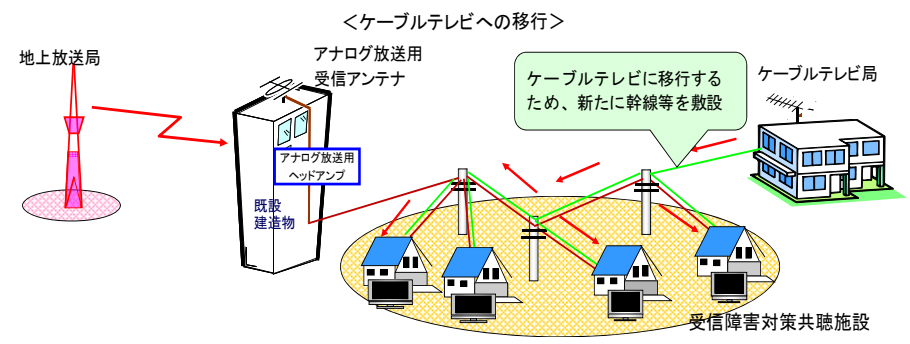 ＜ケーブルテレビへの移行＞
地上放送局
アナログ放送用
受信アンテナ
ケーブルテレビに移行する
ため、新たに幹線等を敷設
ケーブルテレビ局
アナログ放送用
ヘッドアンプ
既設
建造物
受信障害対策共聴施設